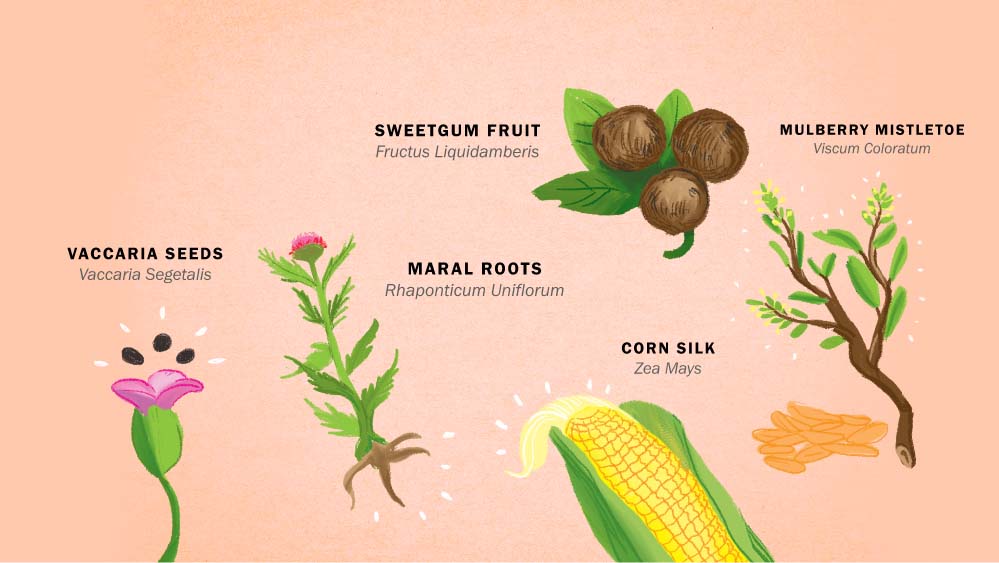 SWEETGUM FRUIT
Fructus Liquidamberis
MULBERRY MISTLETOE
Viscum Coloratum
VACCARIA SEEDS
Vaccaria Segetalis
MARAL ROOTS
Rhaponticum Uniflorum
CORN SILK
Zea Mays